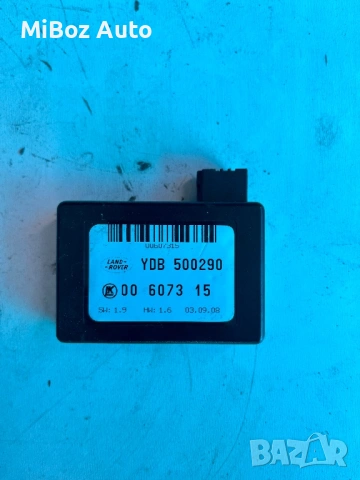 MiBoz Auto
00607315
LAND-
-ROVER
YDB 500290
00 6073 15
SW: 1.9 HW: 1.6 03.09.08
BAZAR